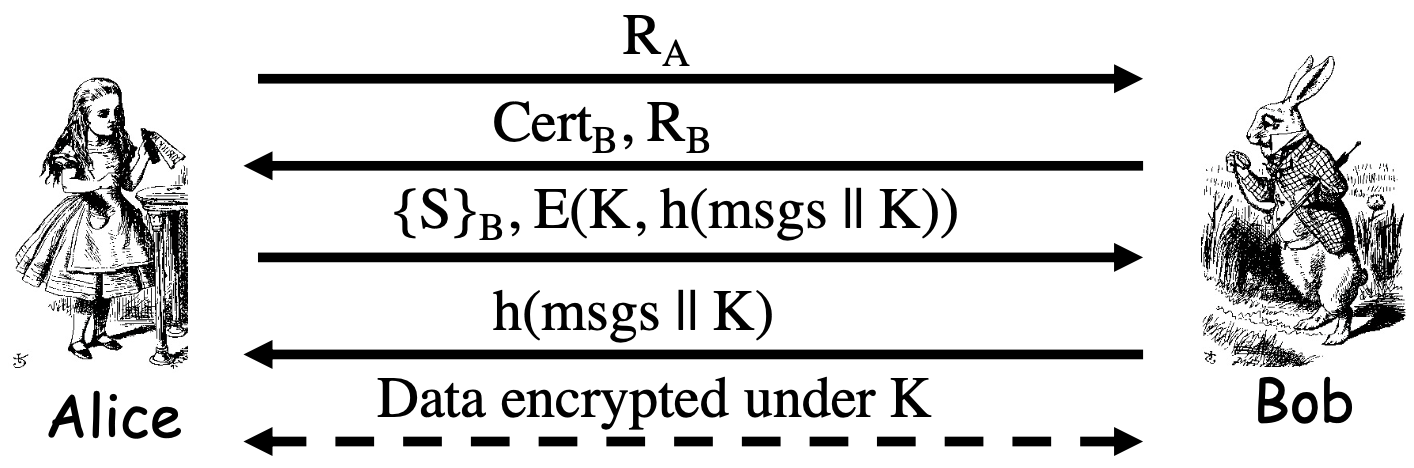 R_A
Cert_B, R_B
{S}_B, E(K, h(msgs || K))
h(msgs || K)
Data encrypted under K
Alice
Bob